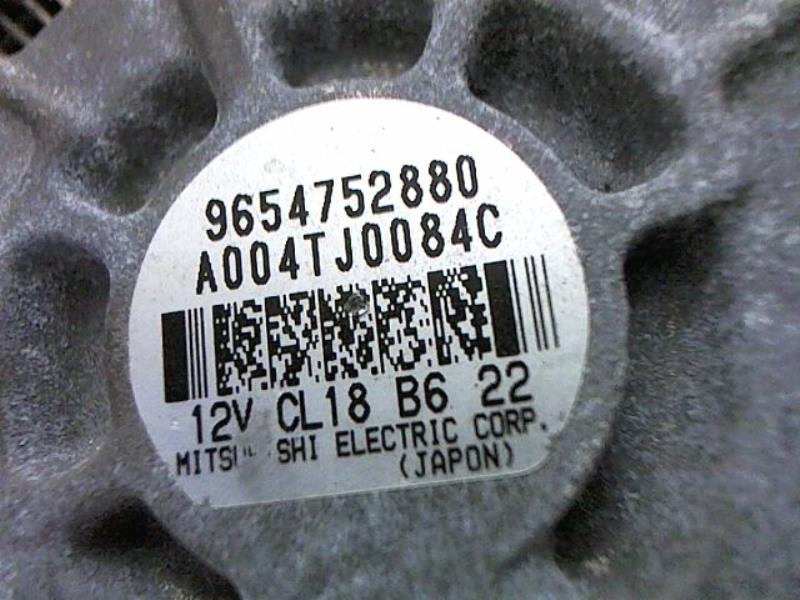 9654752880
A004TJ0084C
12V CL18 B6 22
ELECTRIC CORP.
(JAPON)